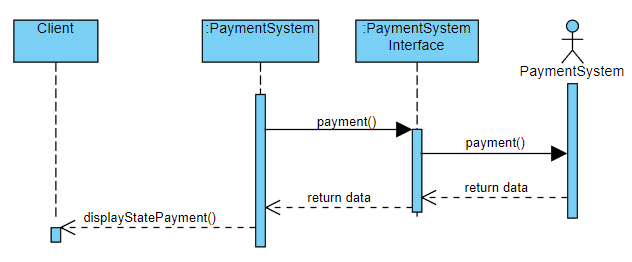 Client
:PaymentSystem
:PaymentSystem
Interface
PaymentSystem
payment()
payment()
return data
return data
displayStatePayment()